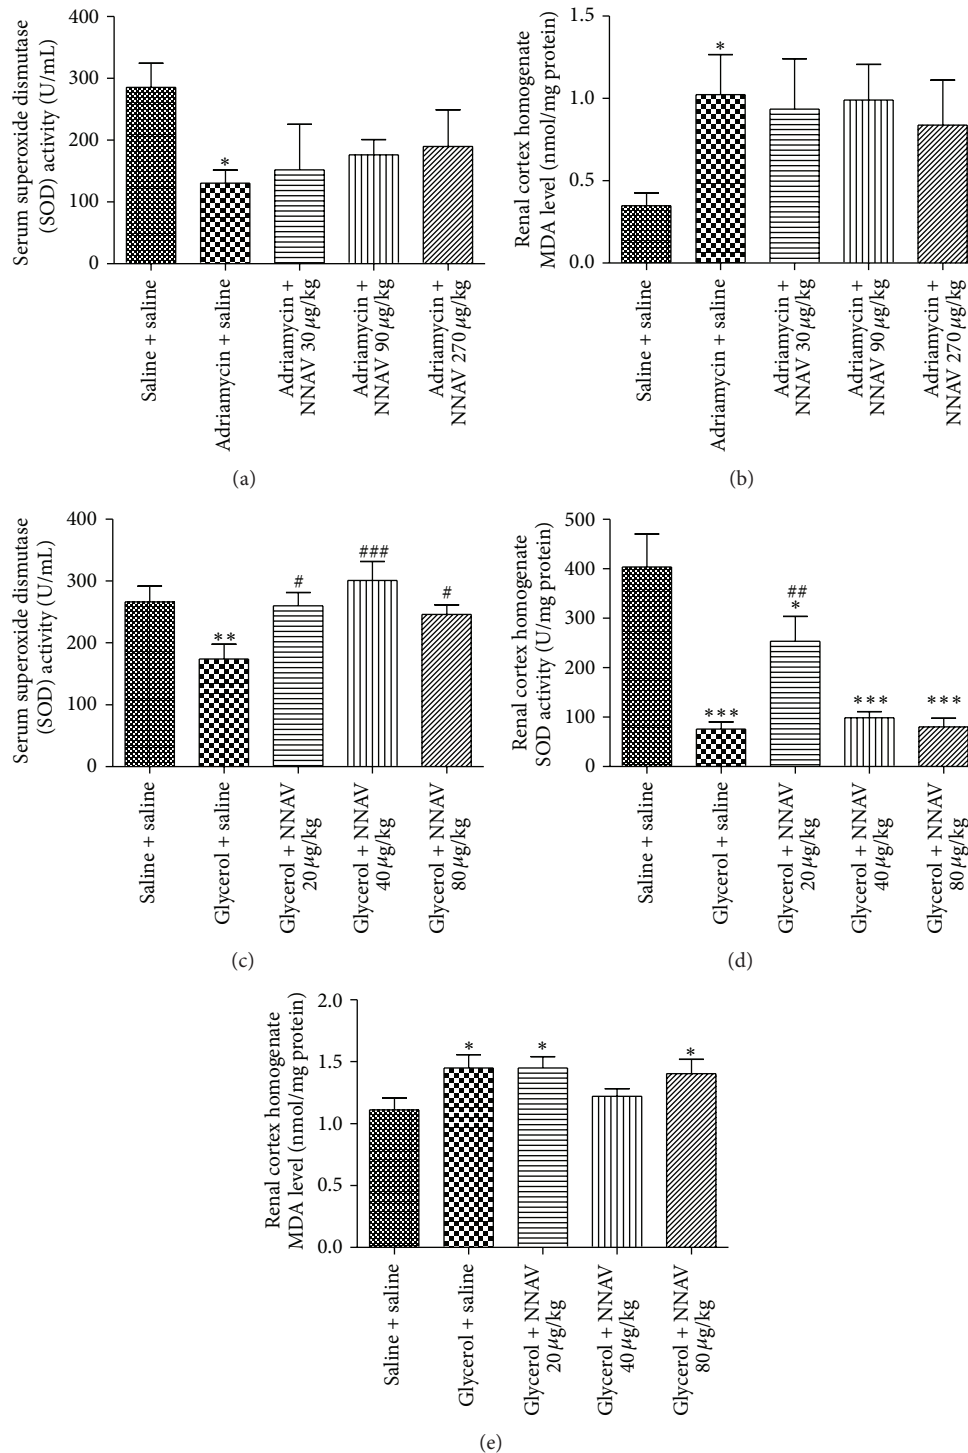 Serum superoxide dismutase
(SOD) activity (U/mL)
400
300
200
100
0
*
Saline + saline
Adriamycin + saline
Adriamycin +
NNAV 30 μg/kg
Adriamycin +
NNAV 90 μg/kg
Adriamycin +
NNAV 270 μg/kg
(a)
Renal cortex homogenate
MDA level (nmol/mg protein)
1.5
1.0
0.5
0.0
*
Saline + saline
Adriamycin + saline
Adriamycin +
NNAV 30 μg/kg
Adriamycin +
NNAV 90 μg/kg
Adriamycin +
NNAV 270 μg/kg
(b)
Serum superoxide dismutase
(SOD) activity (U/mL)
400
300
200
100
0
**
#
###
#
Saline + saline
Glycerol + saline
Glycerol + NNAV
20 μg/kg
Glycerol + NNAV
40 μg/kg
Glycerol + NNAV
80 μg/kg
(c)
Renal cortex homogenate
SOD activity (U/mg protein)
500
400
300
200
100
0
***
##
*
***
***
Saline + saline
Glycerol + saline
Glycerol + NNAV
20 μg/kg
Glycerol + NNAV
40 μg/kg
Glycerol + NNAV
80 μg/kg
(d)
Renal cortex homogenate
MDA level (nmol/mg protein)
2.0
1.5
1.0
0.5
0.0
*
*
*
Saline + saline
Glycerol + saline
Glycerol + NNAV
20 μg/kg
Glycerol + NNAV
40 μg/kg
Glycerol + NNAV
80 μg/kg
(e)